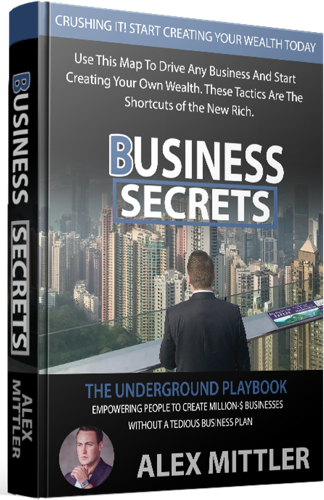 CRUSHING IT! START CREATING YOUR WEALTH TODAY
Use This Map To Drive Any Business And Start
Creating Your Own Wealth. These Tactics Are The
Shortcuts of the New Rich.
BUSINESS
SECRETS
THE UNDERGROUND PLAYBOOK
EMPOWERING PEOPLE TO CREATE MILLION-$ BUSINESSES
WITHOUT A TEDIOUS BUSINESS PLAN
ALEX MITTLER
BUSINESS SECRETS
ALEX
MITTLER